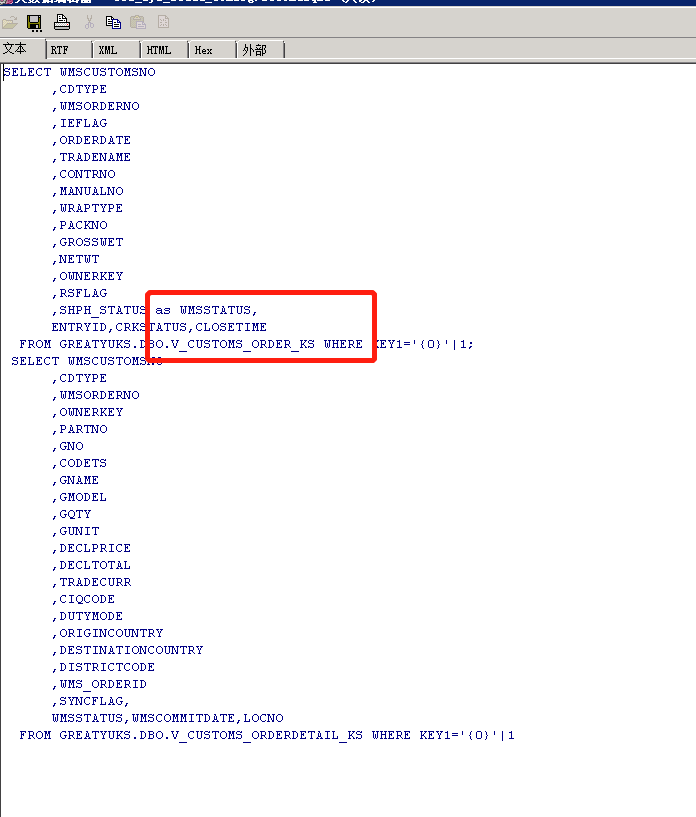 文本 RTF XML HTML Hex 外部
SELECT WMSCUSTOMSNO
,CDTYPE
,WMSORDERNO
,IEFLAG
,ORDERDATE
,TRADENAME
,CONTRNO
,MANUALNO
,WRAPTYPE
,PACKNO
,GROSSWET
,NETWT
,OWNERKEY
,RSFLAG
,SHPH_STATUS as WMSSTATUS,
ENTRYID,CRKSTATUS,CLOSETIME
FROM GREATYUKS.DBO.V_CUSTOMS_ORDER_KS WHERE KEY1='{0}'|1;
SELECT WMSCUSTOMSNO
,CDTYPE
,WMSORDERNO
,OWNERKEY
,PARTNO
,GNO
,CODETS
,GNAME
,GMODEL
,GQTY
,GUNIT
,DECLPRICE
,DECLTOTAL
,TRADECURR
,CIQCODE
,DUTYMODE
,ORIGINCOUNTRY
,DESTINATIONCOUNTRY
,DISTRICTCODE
,WMS_ORDERID
,SYNCFLAG,
WMSSTATUS,WMSCOMMITDATE,LOCNO
FROM GREATYUKS.DBO.V_CUSTOMS_ORDERDETAIL_KS WHERE KEY1='{0}'|1